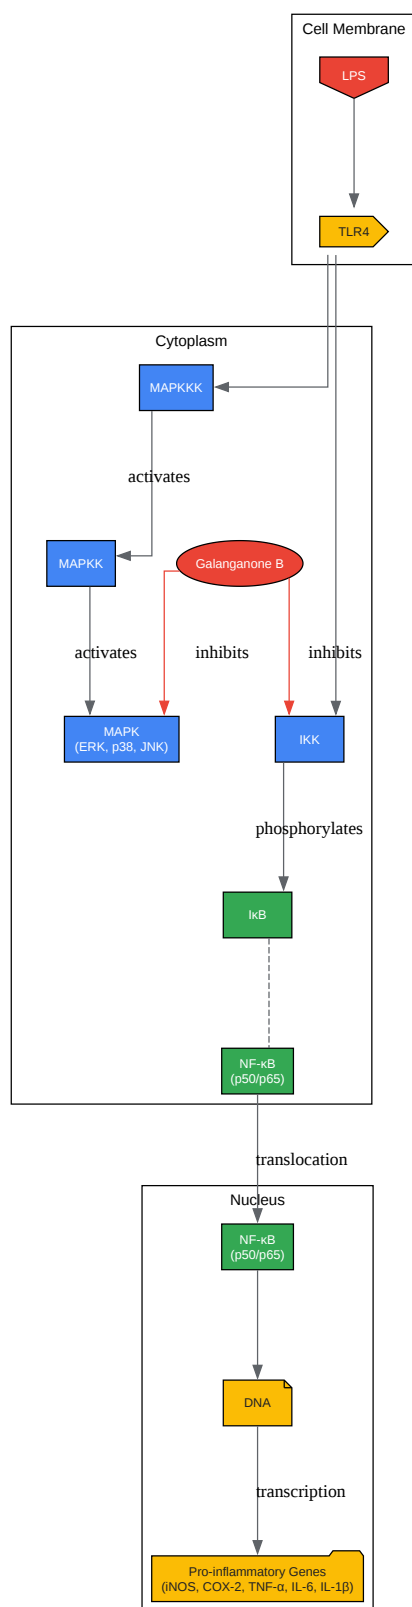 Cell Membrane
LPS
TLR4
Cytoplasm
MAPKKK
activates
MAPKK
Galanganone B
activates
inhibits
inhibits
MAPK
(ERK, p38, JNK)
IKK
phosphorylates
IκB
NF-κB
(p50/p65)
translocation
Nucleus
NF-κB
(p50/p65)
DNA
transcription
Pro-inflammatory Genes
(iNOS, COX-2, TNF-α, IL-6, IL-1β)